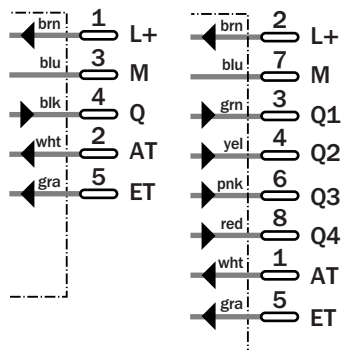 brn 1 L+
blu 3 M
blk 4 Q
wht 2 AT
gra 5 ET
brn 2 L+
blu 7 M
grn 3 Q1
yel 4 Q2
pnk 6 Q3
red 8 Q4
wht 1 AT
gra 5 ET